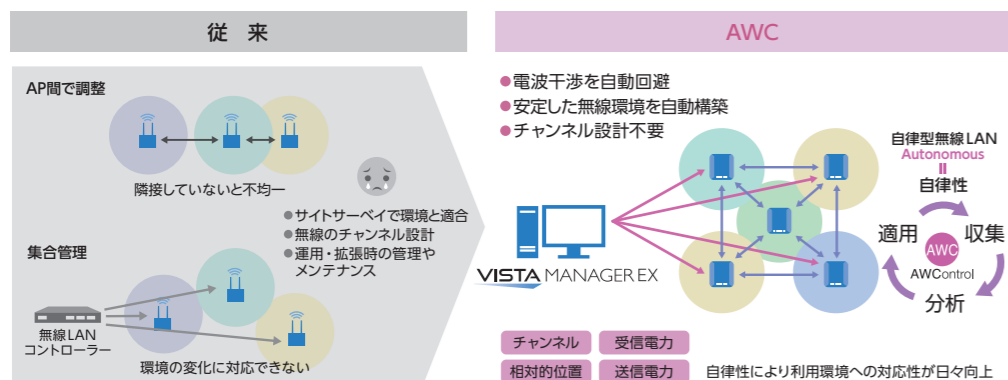 従来
AP間で調整
隣接していないと不均一
●サイトサーベイで環境と適合
●無線のチャンネル設計
●運用・拡張時の管理や
メンテナンス
集合管理
無線LAN
コントローラー
環境の変化に対応できない
AWC
●電波干渉を自動回避
●安定した無線環境を自動構築
●チャンネル設計不要
VISTA MANAGER EX
自律型無線LAN
Autonomous
=
自律性
適用
収集
AWC
AWControl
分析
チャンネル
受信電力
相対的位置
送信電力
自律性により利用環境への対応性が日々向上